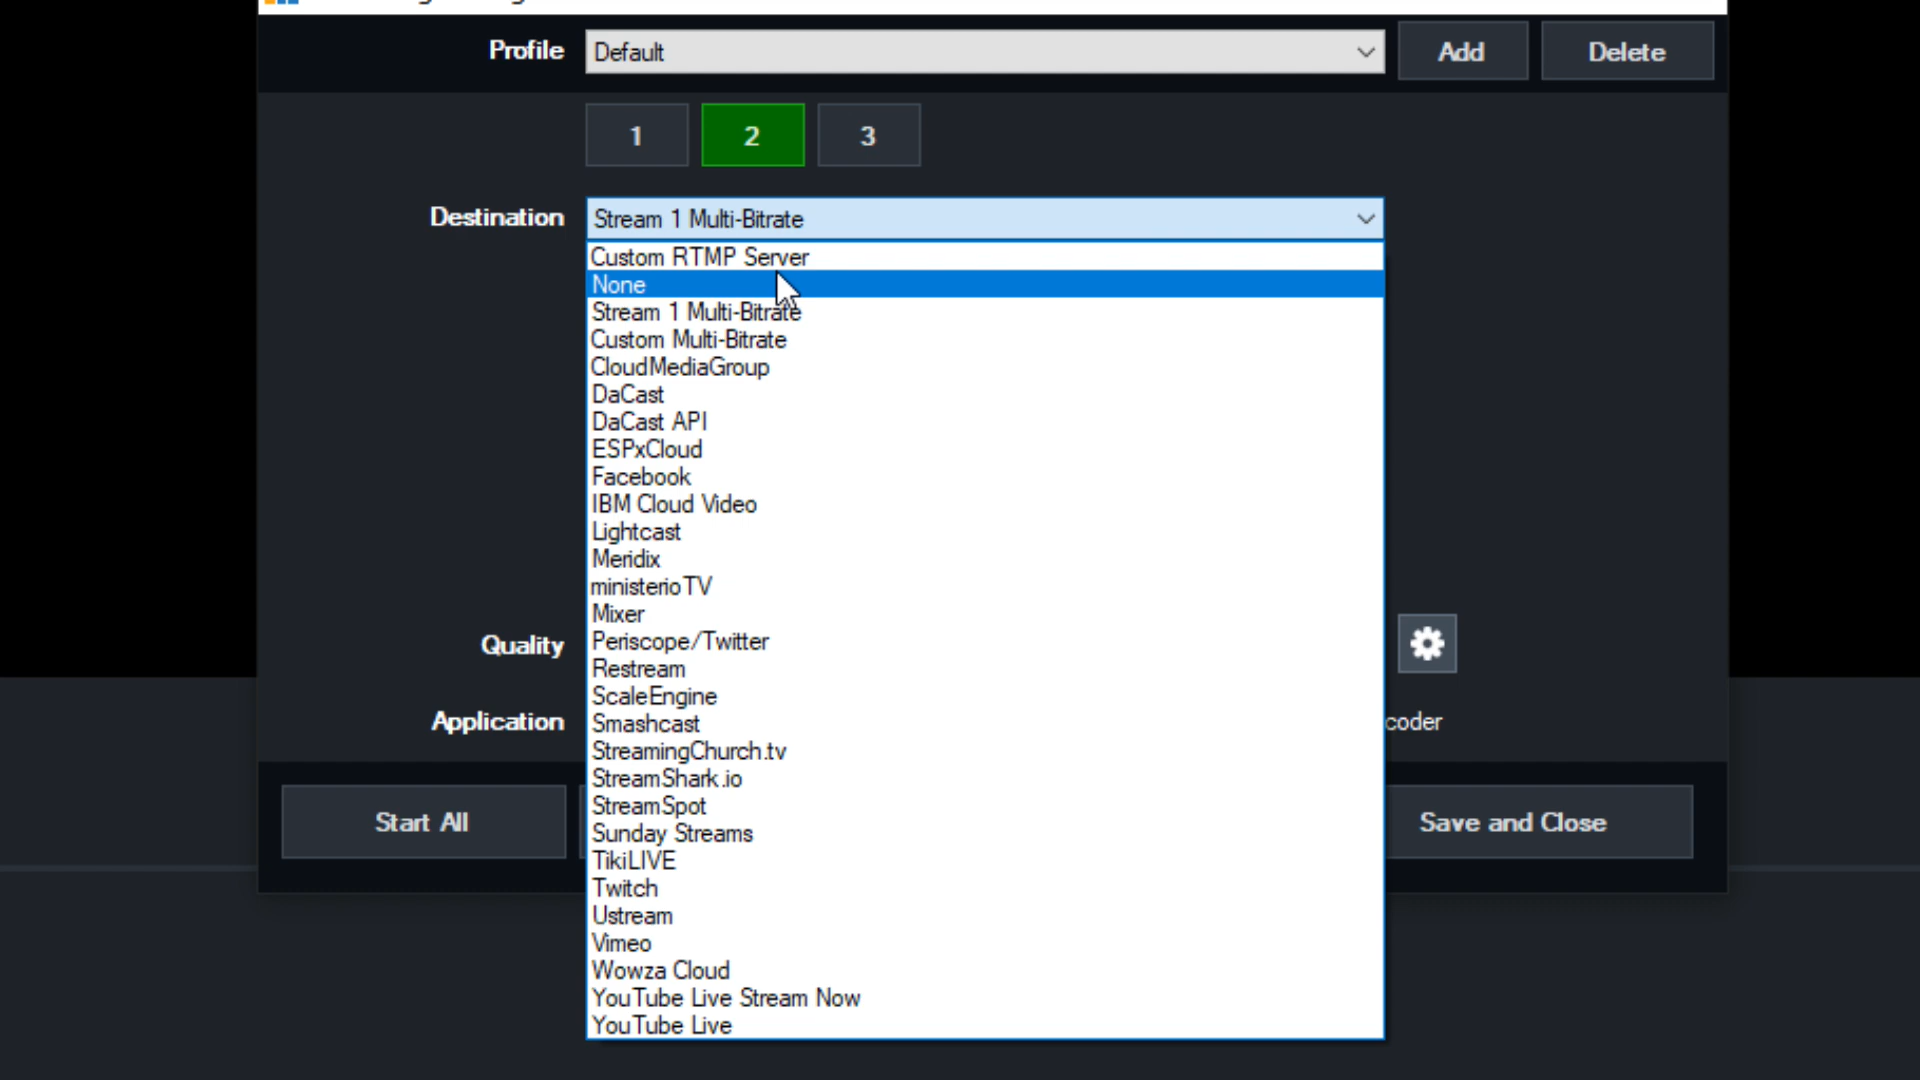 Profile Default Add Delete
1 2 3
Destination Stream 1 Multi-Bitrate
Custom RTMP Server
None
Stream 1 Multi-Bitrate
Custom Multi-Bitrate
CloudMediaGroup
DaCast
DaCast API
ESPxCloud
Facebook
IBM Cloud Video
Lightcast
Meridix
ministerioTV
Mixer
Periscope/Twitter
Restream
ScaleEngine
Smashcast
StreamingChurch.tv
StreamShark.io
StreamSpot
Sunday Streams
TikiLIVE
Twitch
Ustream
Vimeo
Wowza Cloud
YouTube Live Stream Now
YouTube Live
Quality
Application coder
Start All Save and Close